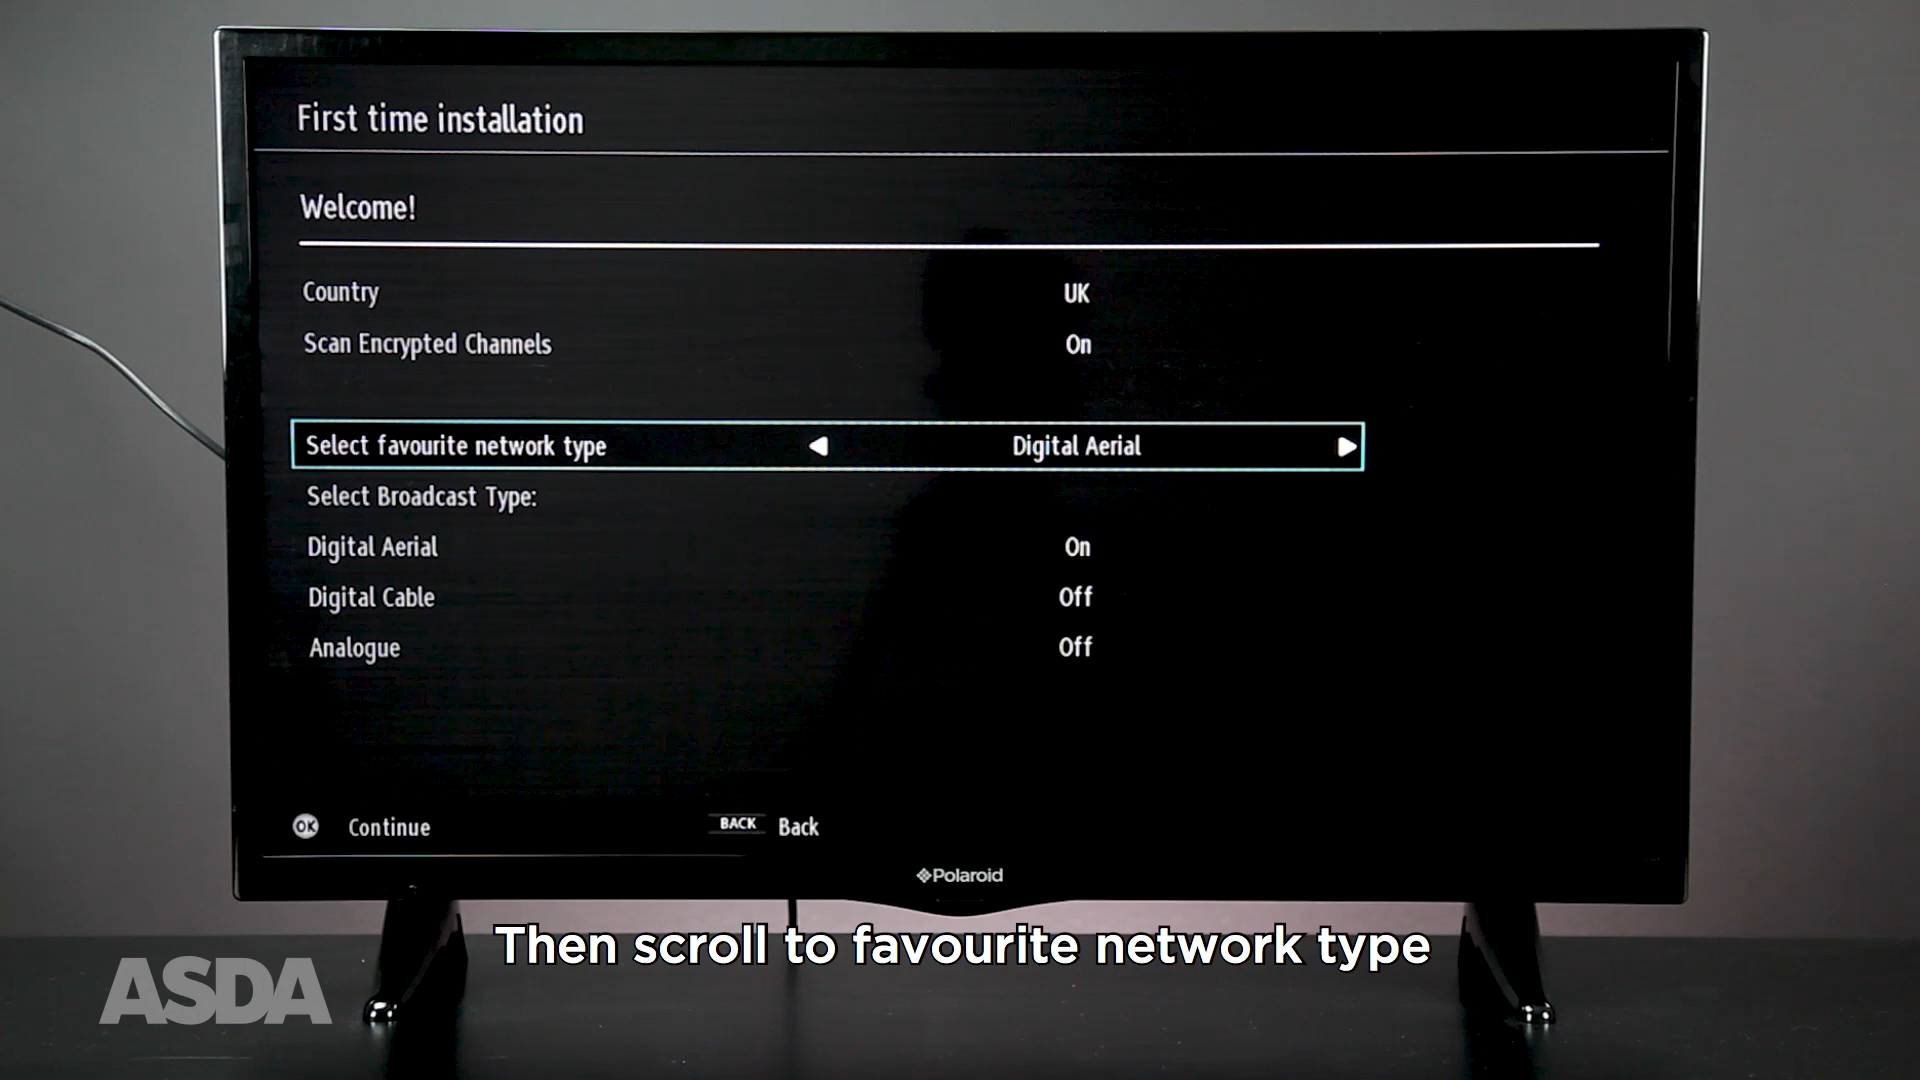 First time installation
Welcome!
Country UK
Scan Encrypted Channels On
Select favourite network type Digital Aerial
Select Broadcast Type:
Digital Aerial On
Digital Cable Off
Analogue Off
OK Continue BACK Back
Polaroid
Then scroll to favourite network type
ASDA